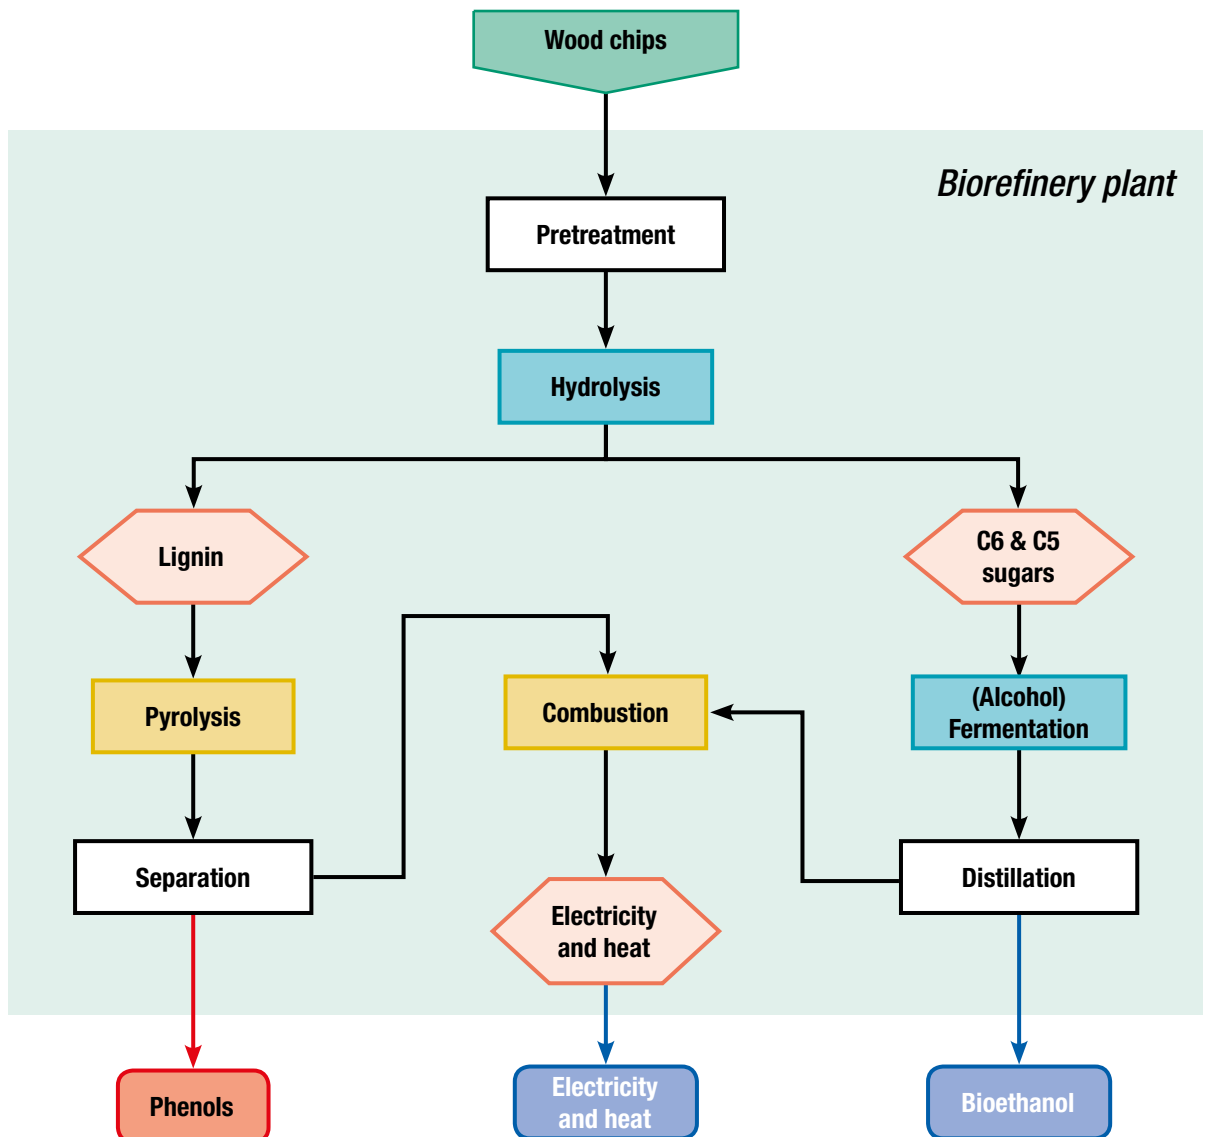 Wood chips
Biorefinery plant
Pretreatment
Hydrolysis
Lignin
C6 & C5
sugars
Pyrolysis
Combustion
(Alcohol)
Fermentation
Separation
Distillation
Electricity
and heat
Phenols
Electricity
and heat
Bioethanol